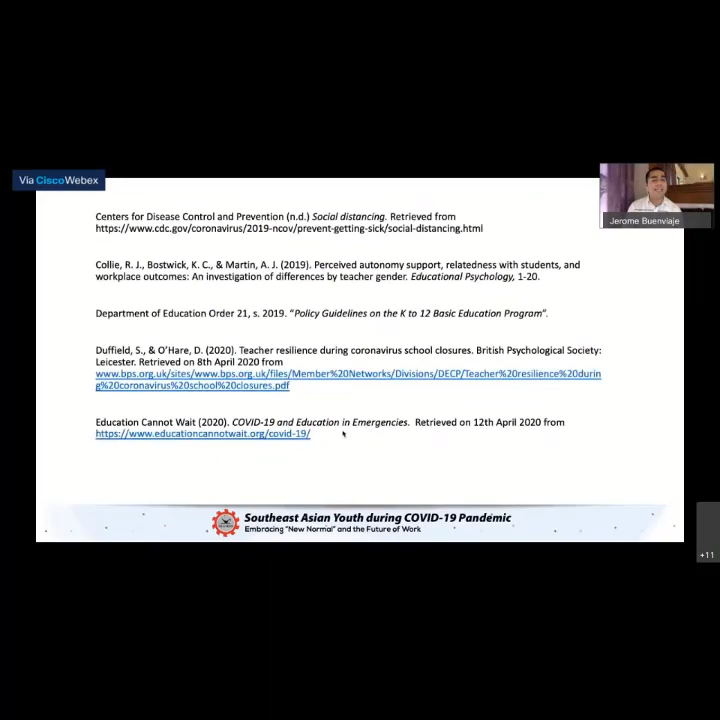 Via Cisco Webex
Jerome Buenviaje
Centers for Disease Control and Prevention (n.d.) Social distancing. Retrieved from
https://www.cdc.gov/coronavirus/2019-ncov/prevent-getting-sick/social-distancing.html
Collie, R. J., Bostwick, K. C., & Martin, A. J. (2019). Perceived autonomy support, relatedness with students, and
workplace outcomes: An investigation of differences by teacher gender. Educational Psychology, 1-20.
Department of Education Order 21, s. 2019. “Policy Guidelines on the K to 12 Basic Education Program”.
Duffield, S., & O’Hare, D. (2020). Teacher resilience during coronavirus school closures. British Psychological Society:
Leicester. Retrieved on 8th April 2020 from
www.bps.org.uk/sites/www.bps.org.uk/files/Member%20Networks/Divisions/DECP/Teacher%20resilience%20durin
g%20coronavirus%20school%20closures.pdf
Education Cannot Wait (2020). COVID-19 and Education in Emergencies. Retrieved on 12th April 2020 from
https://www.educationcannotwait.org/covid-19/
+11
Southeast Asian Youth during COVID-19 Pandemic
Embracing “New Normal” and the Future of Work